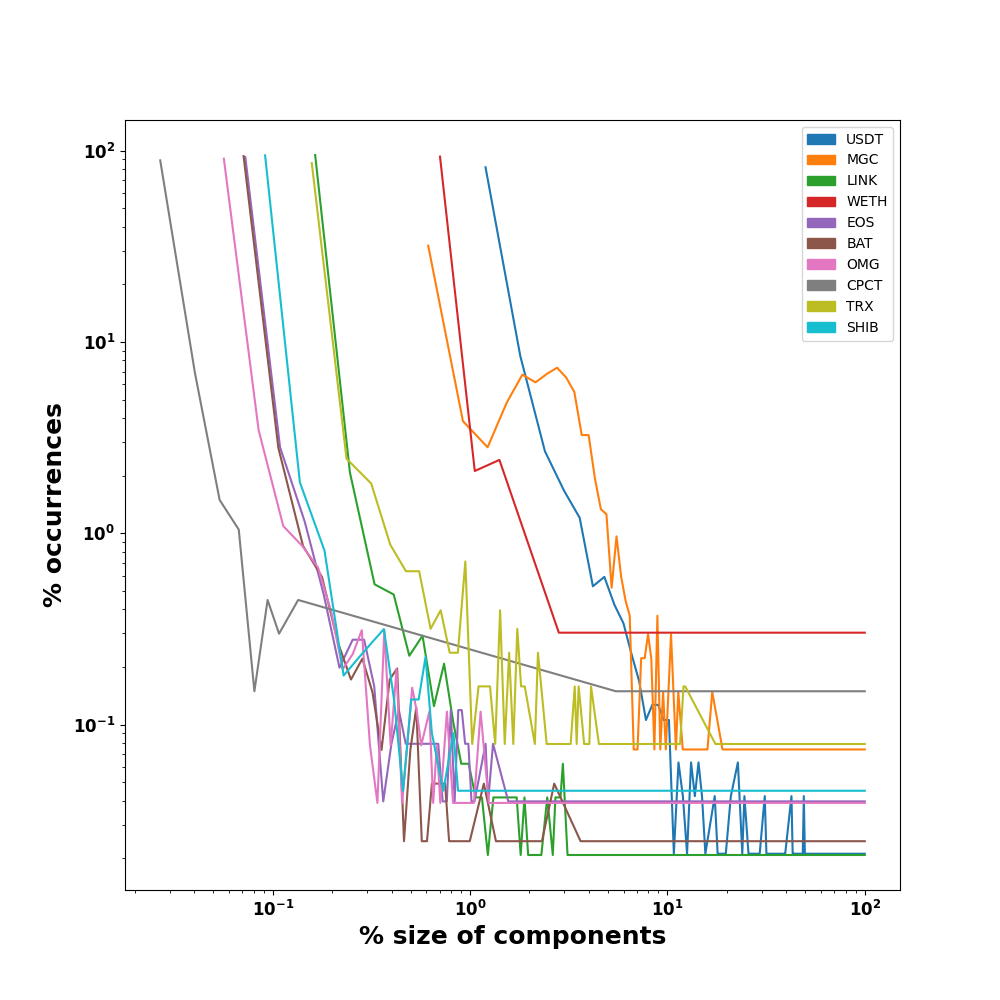 USDT
MGC
LINK
WETH
EOS
BAT
OMG
CPCT
TRX
SHIB
10²
10¹
10⁰
10⁻¹
% occurrences
10⁻¹ 10⁰ 10¹ 10²
% size of components